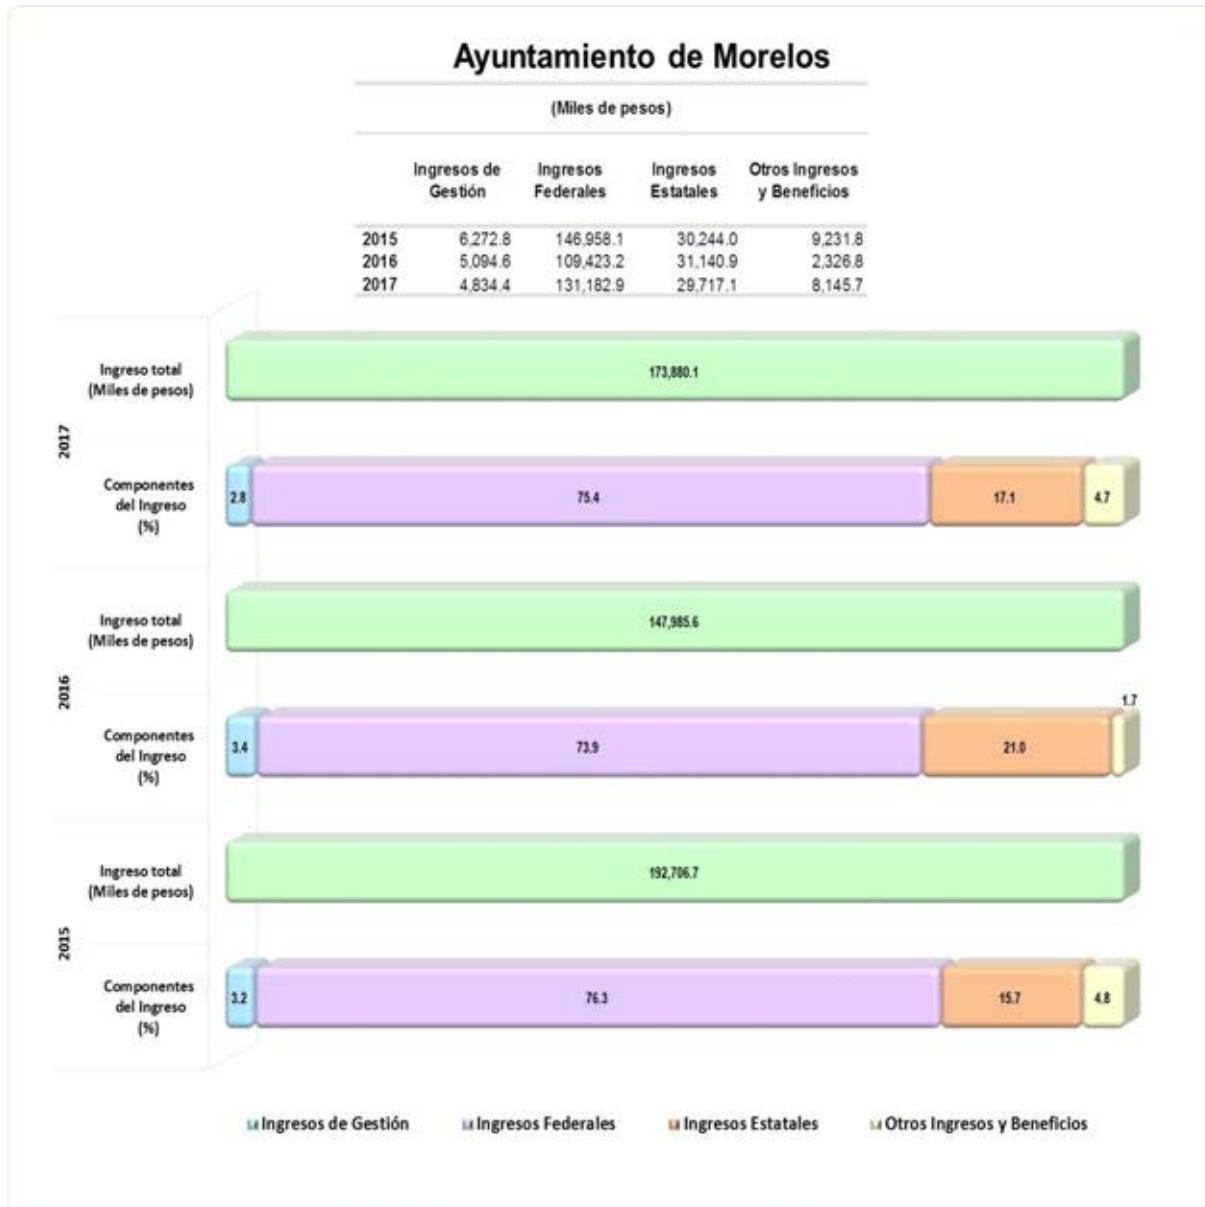 Ayuntamiento de Morelos
(Miles de pesos)
Ingresos de Gestión Ingresos Federales Ingresos Estatales Otros Ingresos y Beneficios
2015 6,272.8 146,958.1 30,244.0 9,231.8
2016 5,094.6 109,423.2 31,140.9 2,326.8
2017 4,834.4 131,182.9 29,717.1 8,145.7
2017
Ingreso total
(Miles de pesos)
173,880.1
Componentes
del Ingreso
(%)
2.8 75.4 17.1 4.7
2016
Ingreso total
(Miles de pesos)
147,985.6
Componentes
del Ingreso
(%)
3.4 73.9 21.0 1.7
2015
Ingreso total
(Miles de pesos)
192,706.7
Componentes
del Ingreso
(%)
3.2 76.3 15.7 4.8
Ingresos de Gestión Ingresos Federales Ingresos Estatales Otros Ingresos y Beneficios